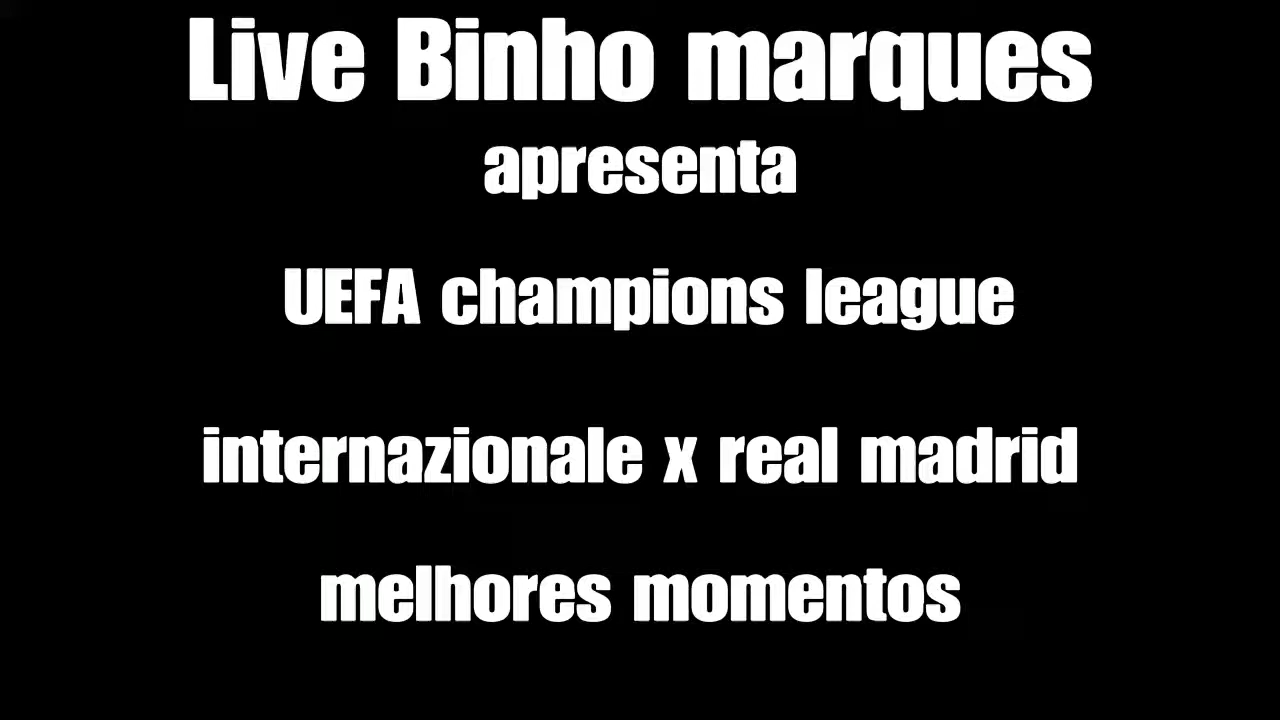 Live Binho marques
apresenta
UEFA champions league
internazionale x real madrid
melhores momentos